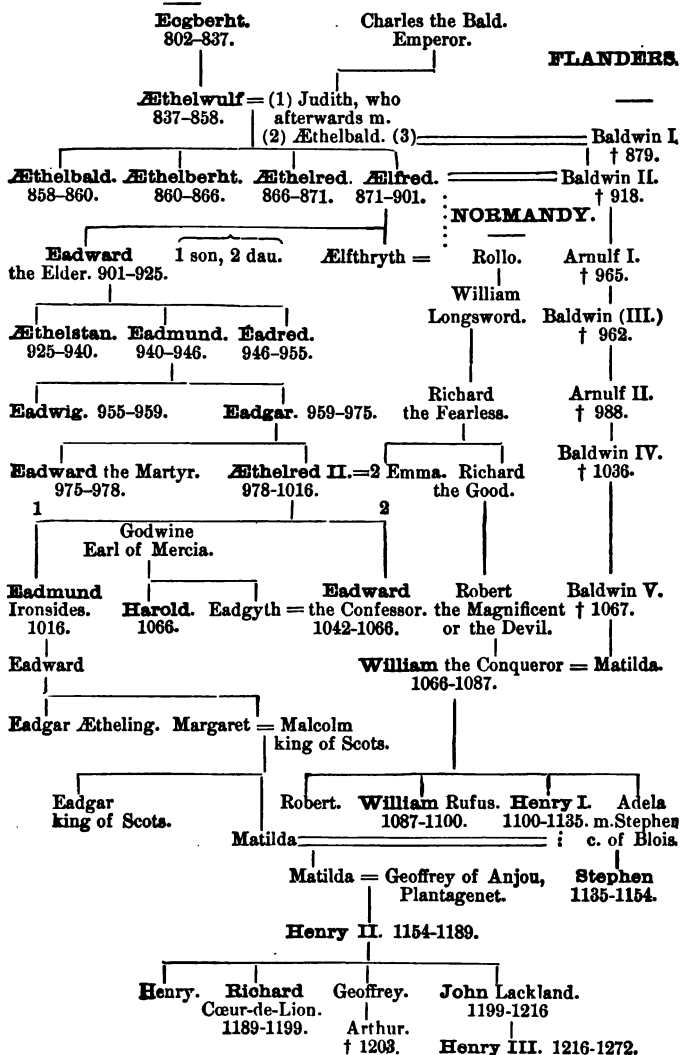 Ecgberht. Charles the Bald.
802–837. Emperor.
FLANDERS.
Æthelwulf = (1) Judith, who
837–858. afterwards m.
(2) Æthelbald. (3) Baldwin I.
† 879.
Æthelbald. Æthelberht. Æthelred. Ælfred. Baldwin II.
858–860. 860–866. 866–871. 871–901. † 918.
NORMANDY.
Eadward 1 son, 2 dau. Ælfthryth = Rollo. Arnulf I.
the Elder. 901–925. † 965.
William
Longsword. Baldwin (III.)
Æthelstan. Eadmund. Eadred. † 962.
925–940. 940–946. 946–955.
Richard Arnulf II.
Eadwig. 955–959. Eadgar. 959–975. the Fearless. † 988.
Baldwin IV.
Eadward the Martyr. Æthelred II.=2 Emma. Richard † 1036.
975–978. 978-1016. the Good.
1 2
Godwine
Earl of Mercia.
Eadmund Eadward Robert Baldwin V.
Ironsides. Harold. Eadgyth = the Confessor. the Magnificent † 1067.
1016. 1066. 1042-1066. or the Devil.
Eadward William the Conqueror = Matilda.
1066-1087.
Eadgar Ætheling. Margaret = Malcolm
king of Scots.
Eadgar Robert. William Rufus. Henry I. Adela
king of Scots. 1087-1100. 1100-1135. m. Stephen
Matilda c. of Blois.
Matilda = Geoffrey of Anjou, Stephen
Plantagenet. 1135-1154.
Henry II. 1154-1189.
Henry. Richard Geoffrey. John Lackland.
Cœur-de-Lion. 1199-1216
1189-1199. Arthur.
† 1203. Henry III. 1216-1272.